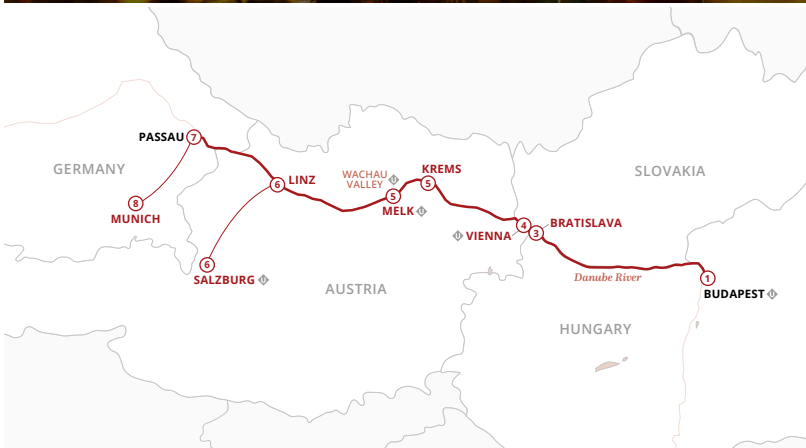 PASSAU
7
GERMANY
8
MUNICH
6
LINZ
6
SALZBURG
WACHAU
VALLEY
5
MELK
KREMS
5
SLOVAKIA
4
VIENNA
3
BRATISLAVA
AUSTRIA
Danube River
1
BUDAPEST
HUNGARY